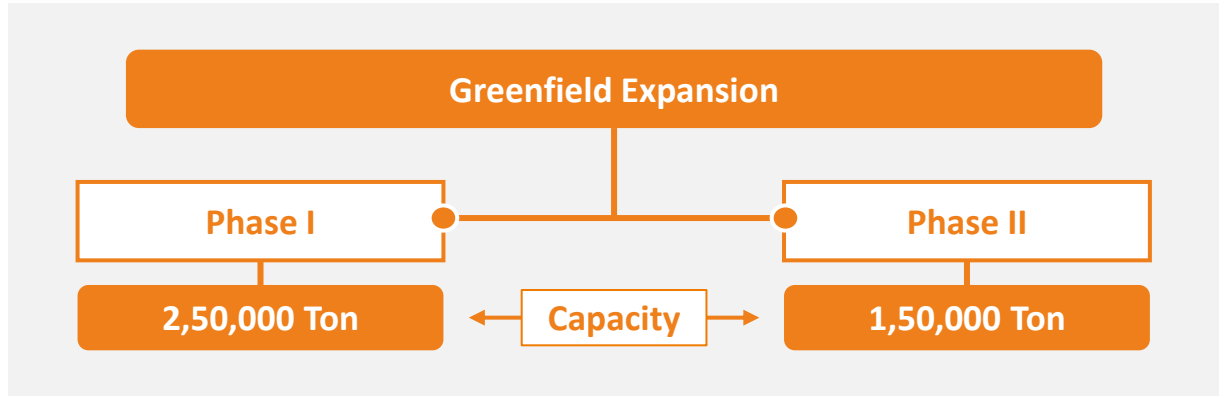 Greenfield Expansion
Phase I
Phase II
2,50,000 Ton
Capacity
1,50,000 Ton